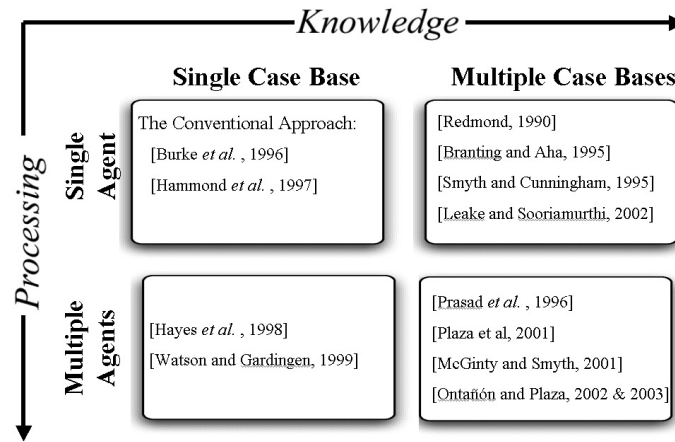 Knowledge
Single Case Base
Multiple Case Bases
Processing
Single
Agent
The Conventional Approach:
[Burke et al. , 1996]
[Hammond et al. , 1997]
[Redmond, 1990]
[Branting and Aha, 1995]
[Smyth and Cunningham, 1995]
[Leake and Sooriamurthi, 2002]
Multiple
Agents
[Hayes et al. , 1998]
[Watson and Gardingen, 1999]
[Prasad et al. , 1996]
[Plaza et al, 2001]
[McGinty and Smyth, 2001]
[Ontañón and Plaza, 2002 & 2003]